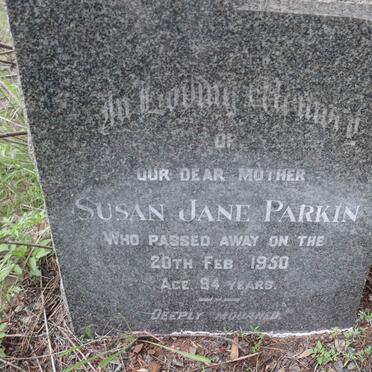 In Loving Memory
OF
OUR DEAR MOTHER
SUSAN JANE PARKIN
WHO PASSED AWAY ON THE
20TH FEB 1950
AGE 94 YEARS.
"DEEPLY MOURNED."